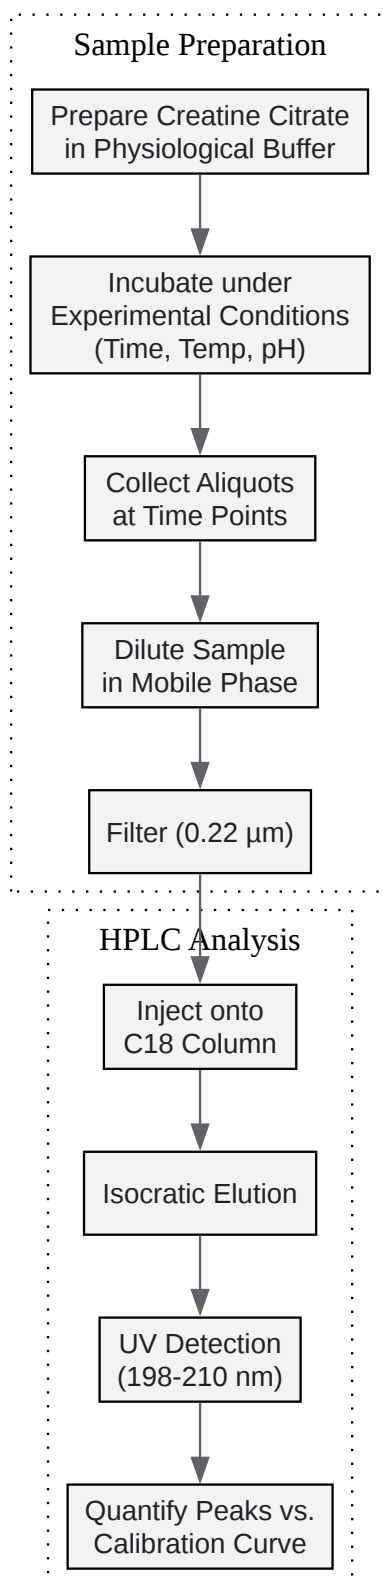 Sample Preparation
Prepare Creatine Citrate
in Physiological Buffer
Incubate under
Experimental Conditions
(Time, Temp, pH)
Collect Aliquots
at Time Points
Dilute Sample
in Mobile Phase
Filter (0.22 µm)
HPLC Analysis
Inject onto
C18 Column
Isocratic Elution
UV Detection
(198-210 nm)
Quantify Peaks vs.
Calibration Curve